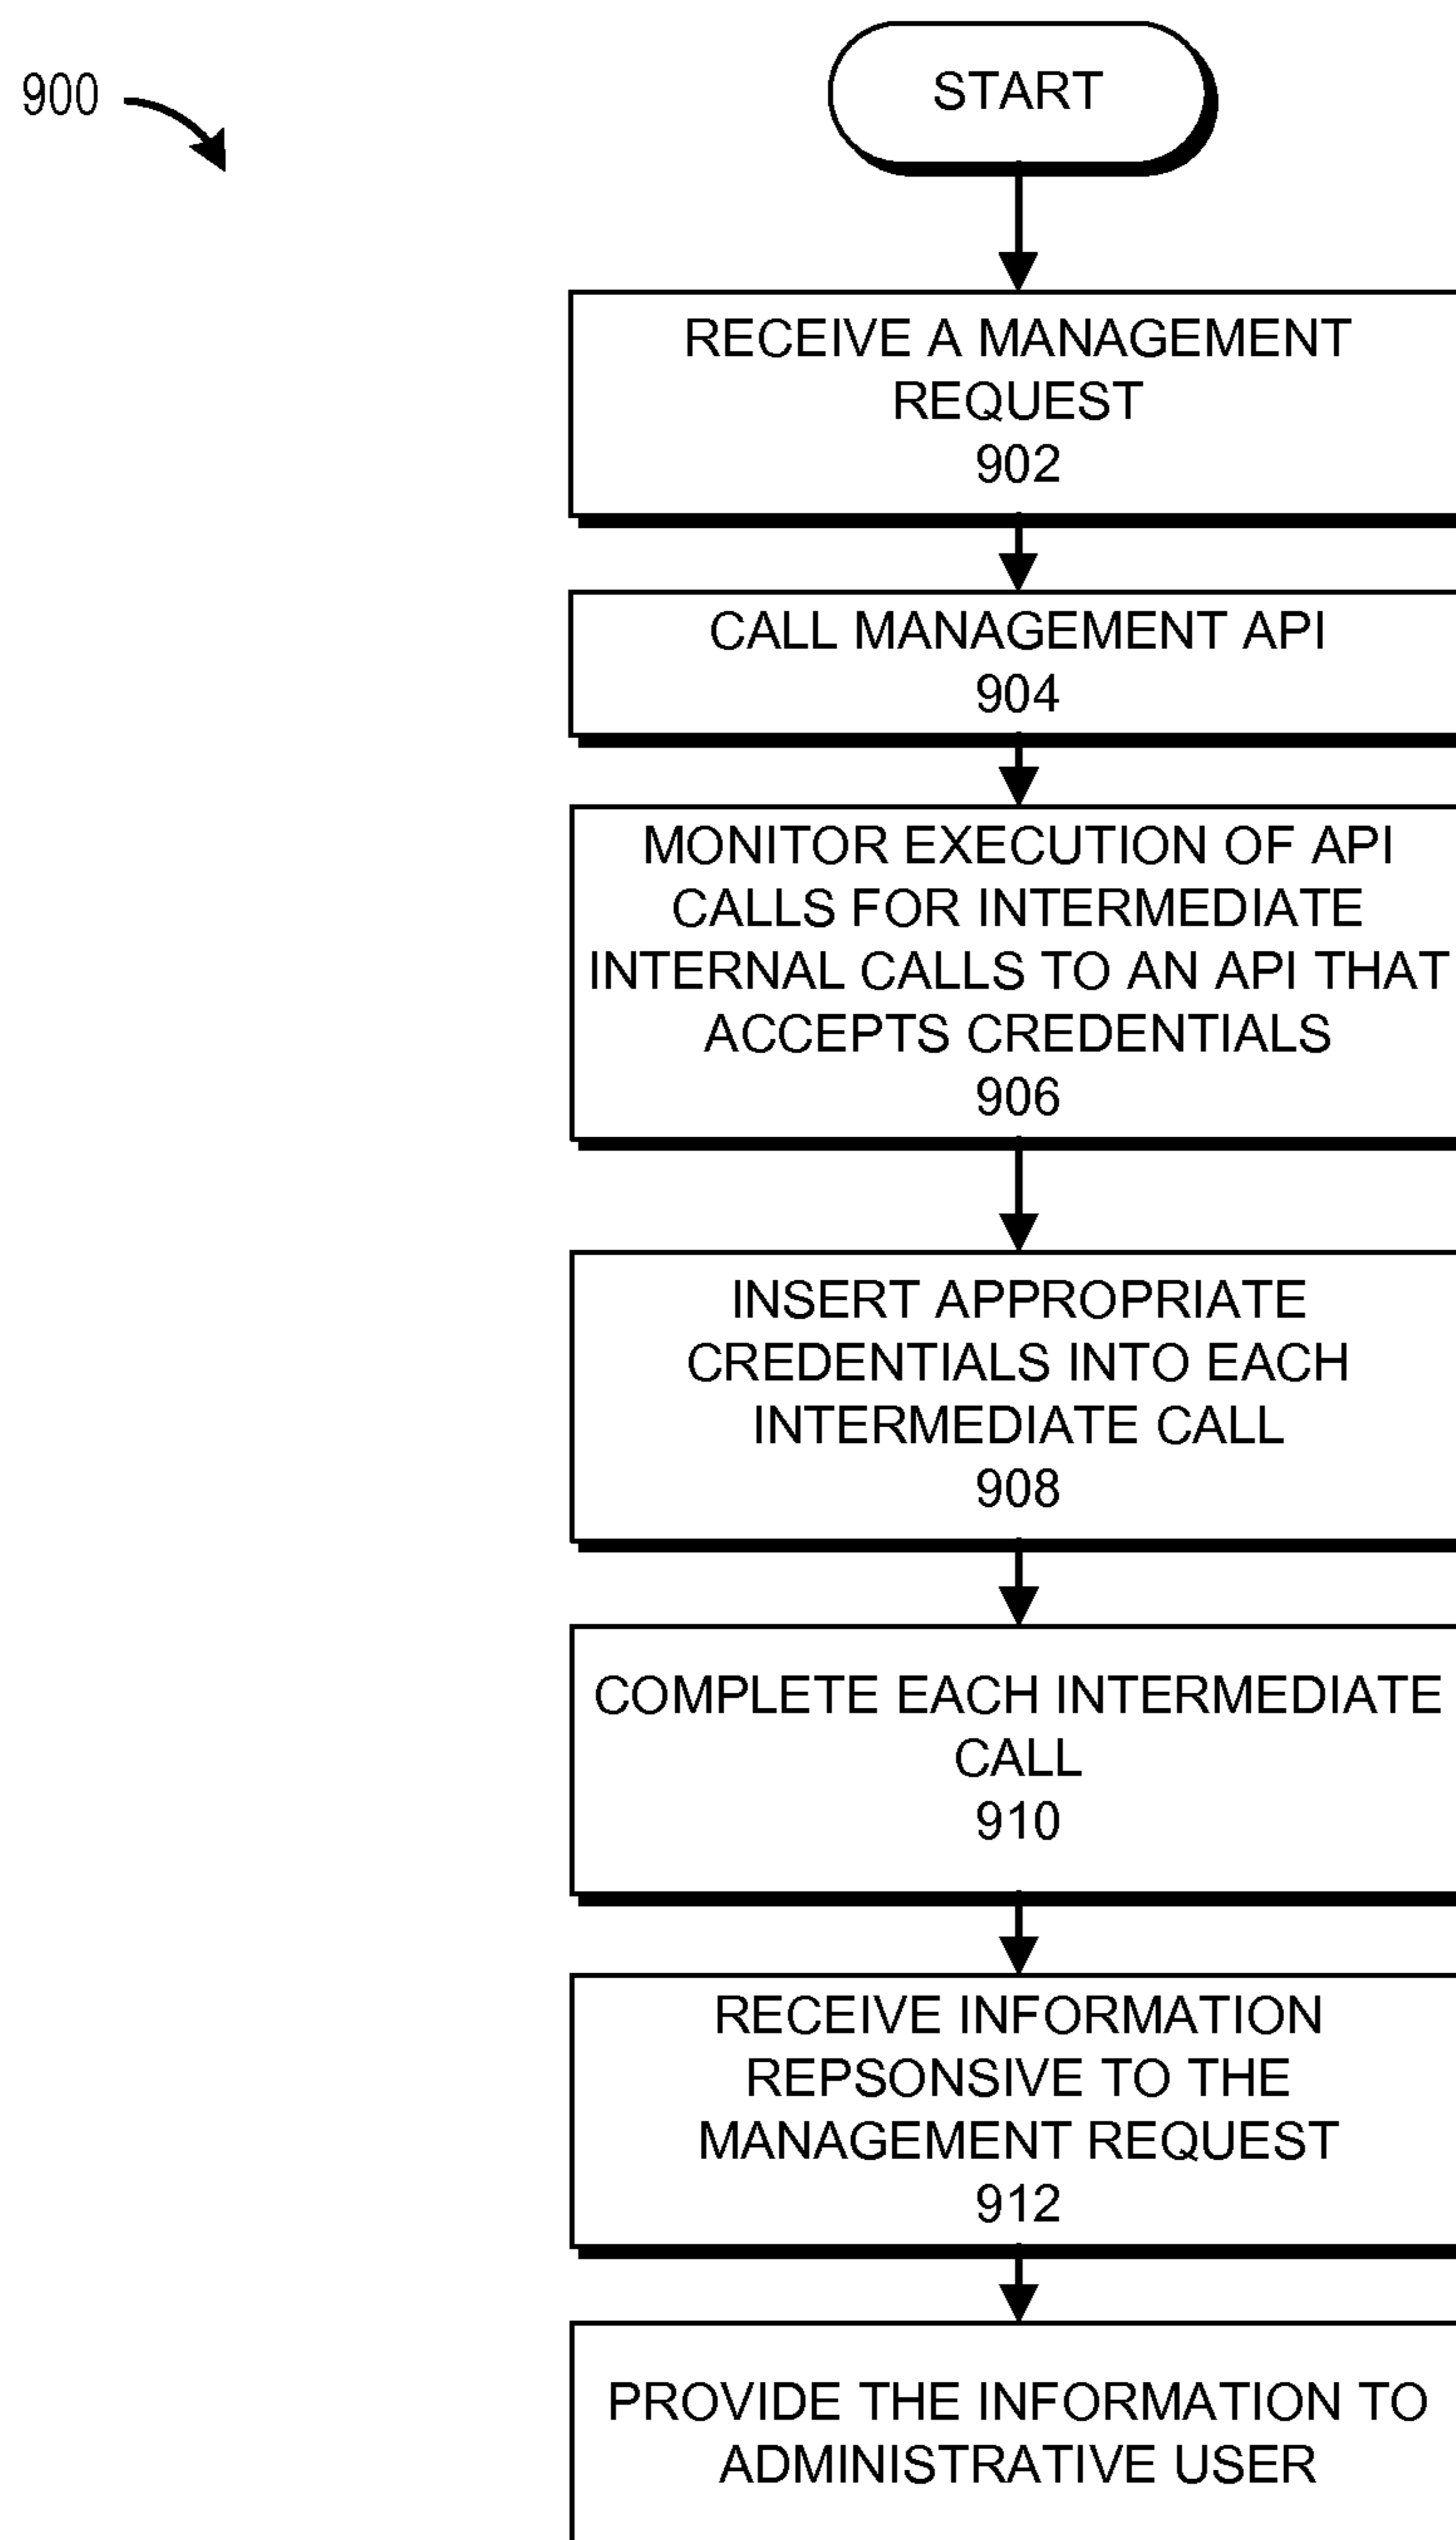 900
START
RECEIVE A MANAGEMENT
REQUEST
902
CALL MANAGEMENT API
904
MONITOR EXECUTION OF API
CALLS FOR INTERMEDIATE
INTERNAL CALLS TO AN API THAT
ACCEPTS CREDENTIALS
906
INSERT APPROPRIATE
CREDENTIALS INTO EACH
INTERMEDIATE CALL
908
COMPLETE EACH INTERMEDIATE
CALL
910
RECEIVE INFORMATION
REPSONSIVE TO THE
MANAGEMENT REQUEST
912
PROVIDE THE INFORMATION TO
ADMINISTRATIVE USER